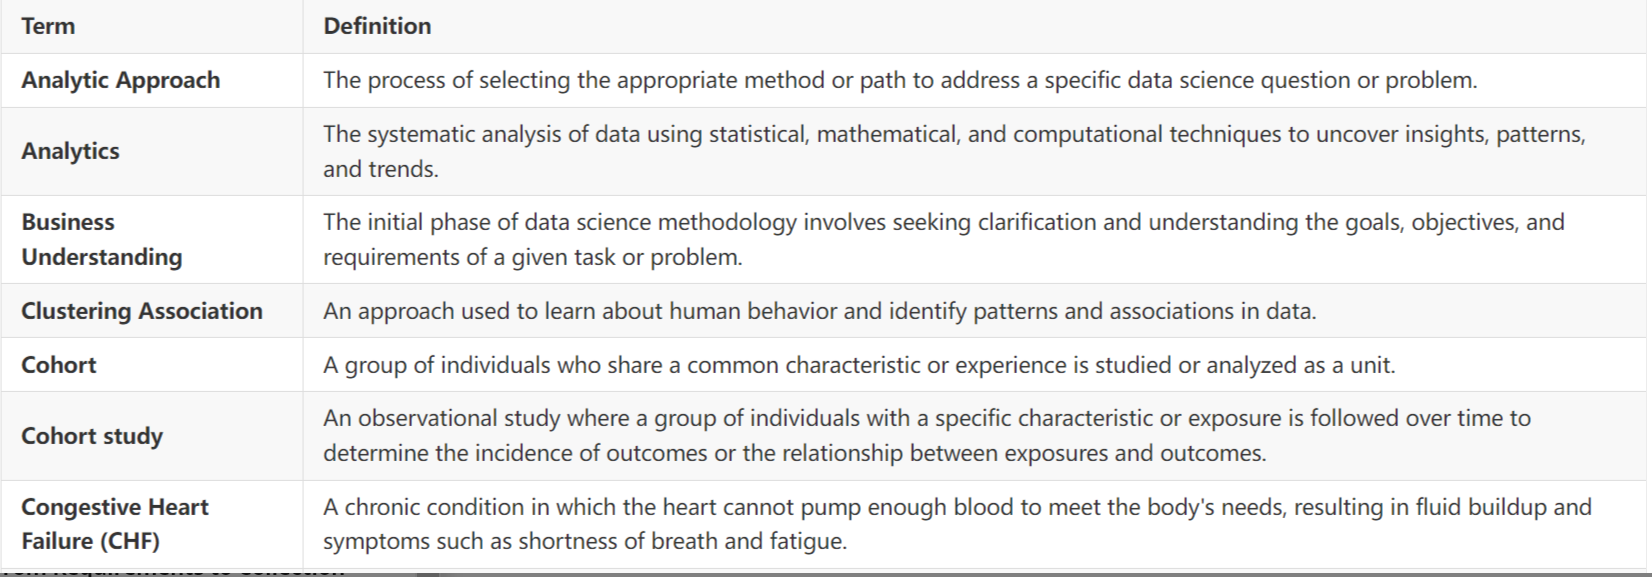 Term
Definition
Analytic Approach
The process of selecting the appropriate method or path to address a specific data science question or problem.
Analytics
The systematic analysis of data using statistical, mathematical, and computational techniques to uncover insights, patterns,
and trends.
Business
Understanding
The initial phase of data science methodology involves seeking clarification and understanding the goals, objectives, and
requirements of a given task or problem.
Clustering Association
An approach used to learn about human behavior and identify patterns and associations in data.
Cohort
A group of individuals who share a common characteristic or experience is studied or analyzed as a unit.
Cohort study
An observational study where a group of individuals with a specific characteristic or exposure is followed over time to
determine the incidence of outcomes or the relationship between exposures and outcomes.
Congestive Heart
Failure (CHF)
A chronic condition in which the heart cannot pump enough blood to meet the body's needs, resulting in fluid buildup and
symptoms such as shortness of breath and fatigue.
Requirements to Collection